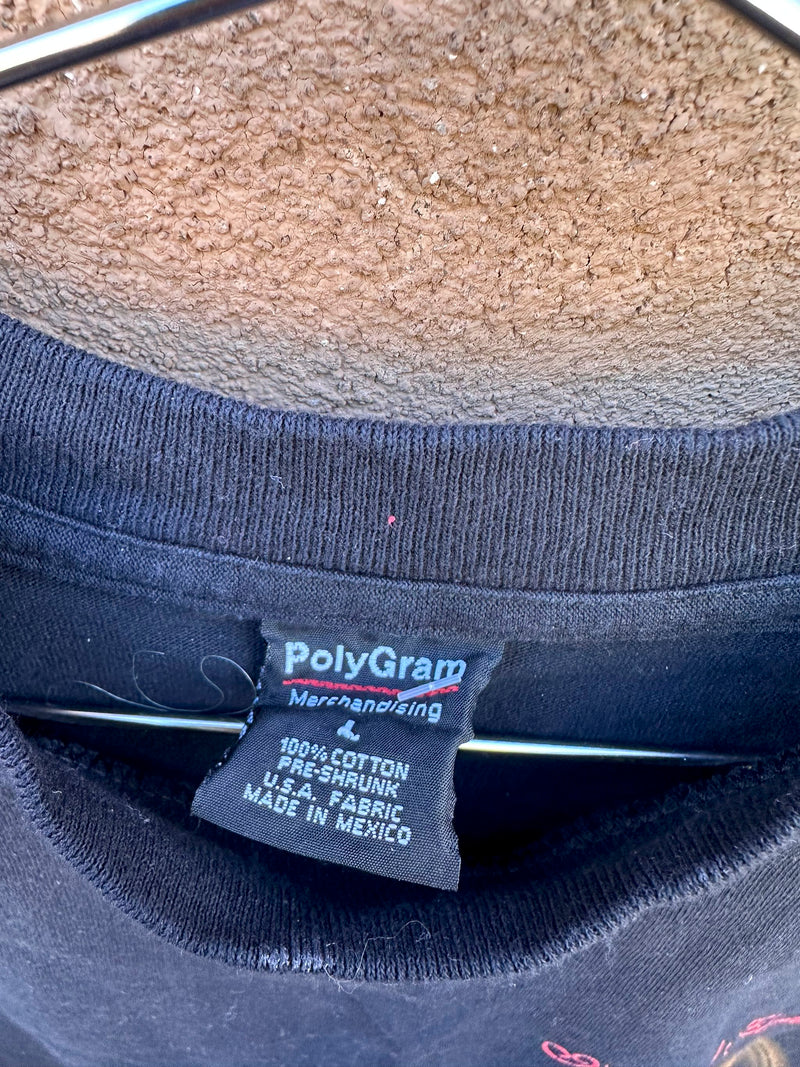 PolyGram
Merchandising
L
100% COTTON
PRE-SHRUNK
U.S.A. FABRIC
MADE IN MEXICO